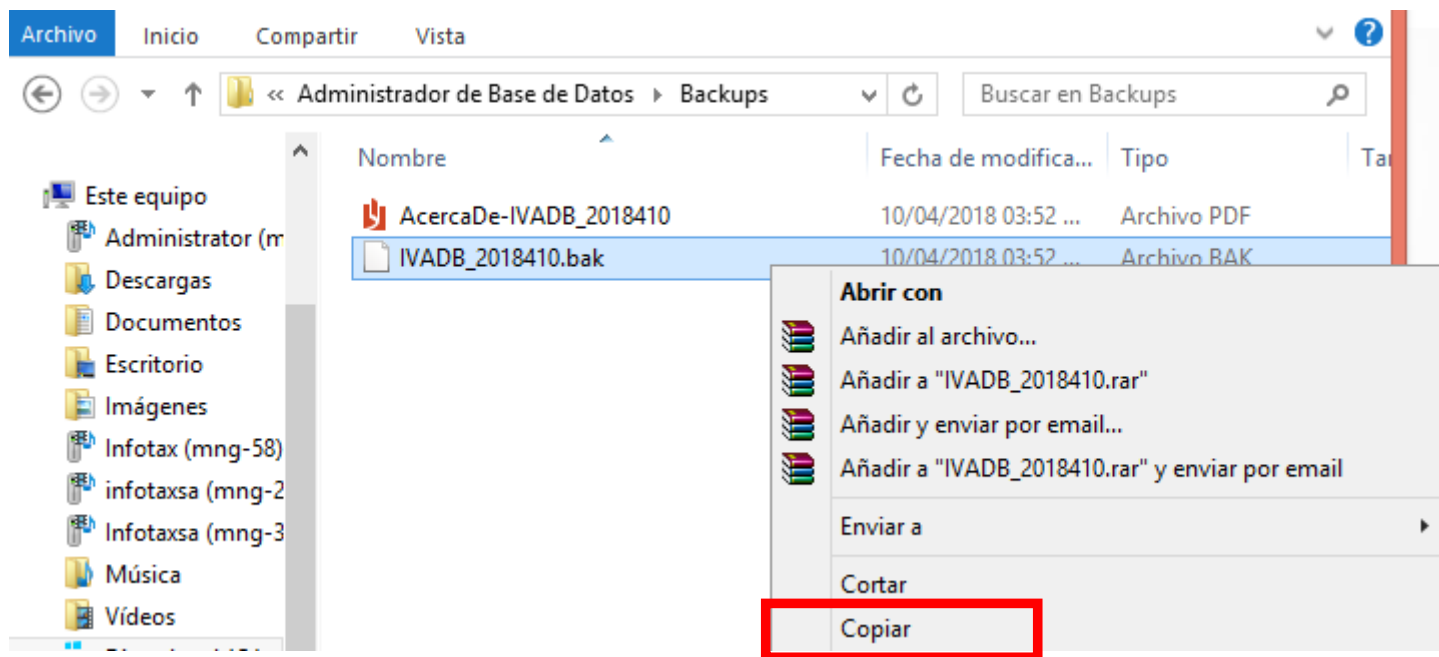 Archivo Inicio Compartir Vista
« Administrador de Base de Datos Backups Buscar en Backups
Nombre Fecha de modifica... Tipo
Este equipo
AcercaDe-IVADB_2018410 10/04/2018 03:52 ... Archivo PDF
Administrator (m
IVADB_2018410.bak 10/04/2018 03:52 ... Archivo BAK
Descargas
Documentos
Escritorio
Imágenes
Infotax (mng-58)
infotaxsa (mng-2
Infotaxsa (mng-3
Música
Vídeos
Abrir con
Añadir al archivo...
Añadir a "IVADB_2018410.rar"
Añadir y enviar por email...
Añadir a "IVADB_2018410.rar" y enviar por email
Enviar a
Cortar
Copiar